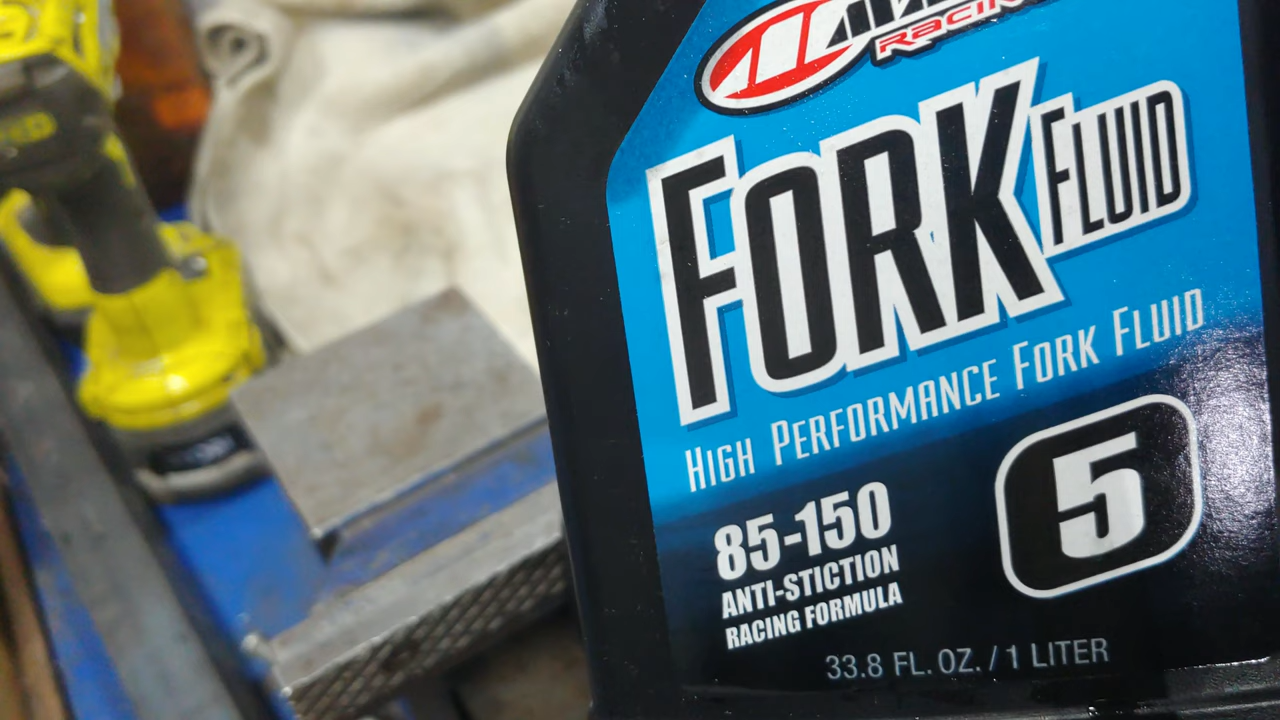 Racing
FORK FLUID
HIGH PERFORMANCE FORK FLUID
85-150
ANTI-STICTION
RACING FORMULA
5
33.8 FL. OZ. / 1 LITER